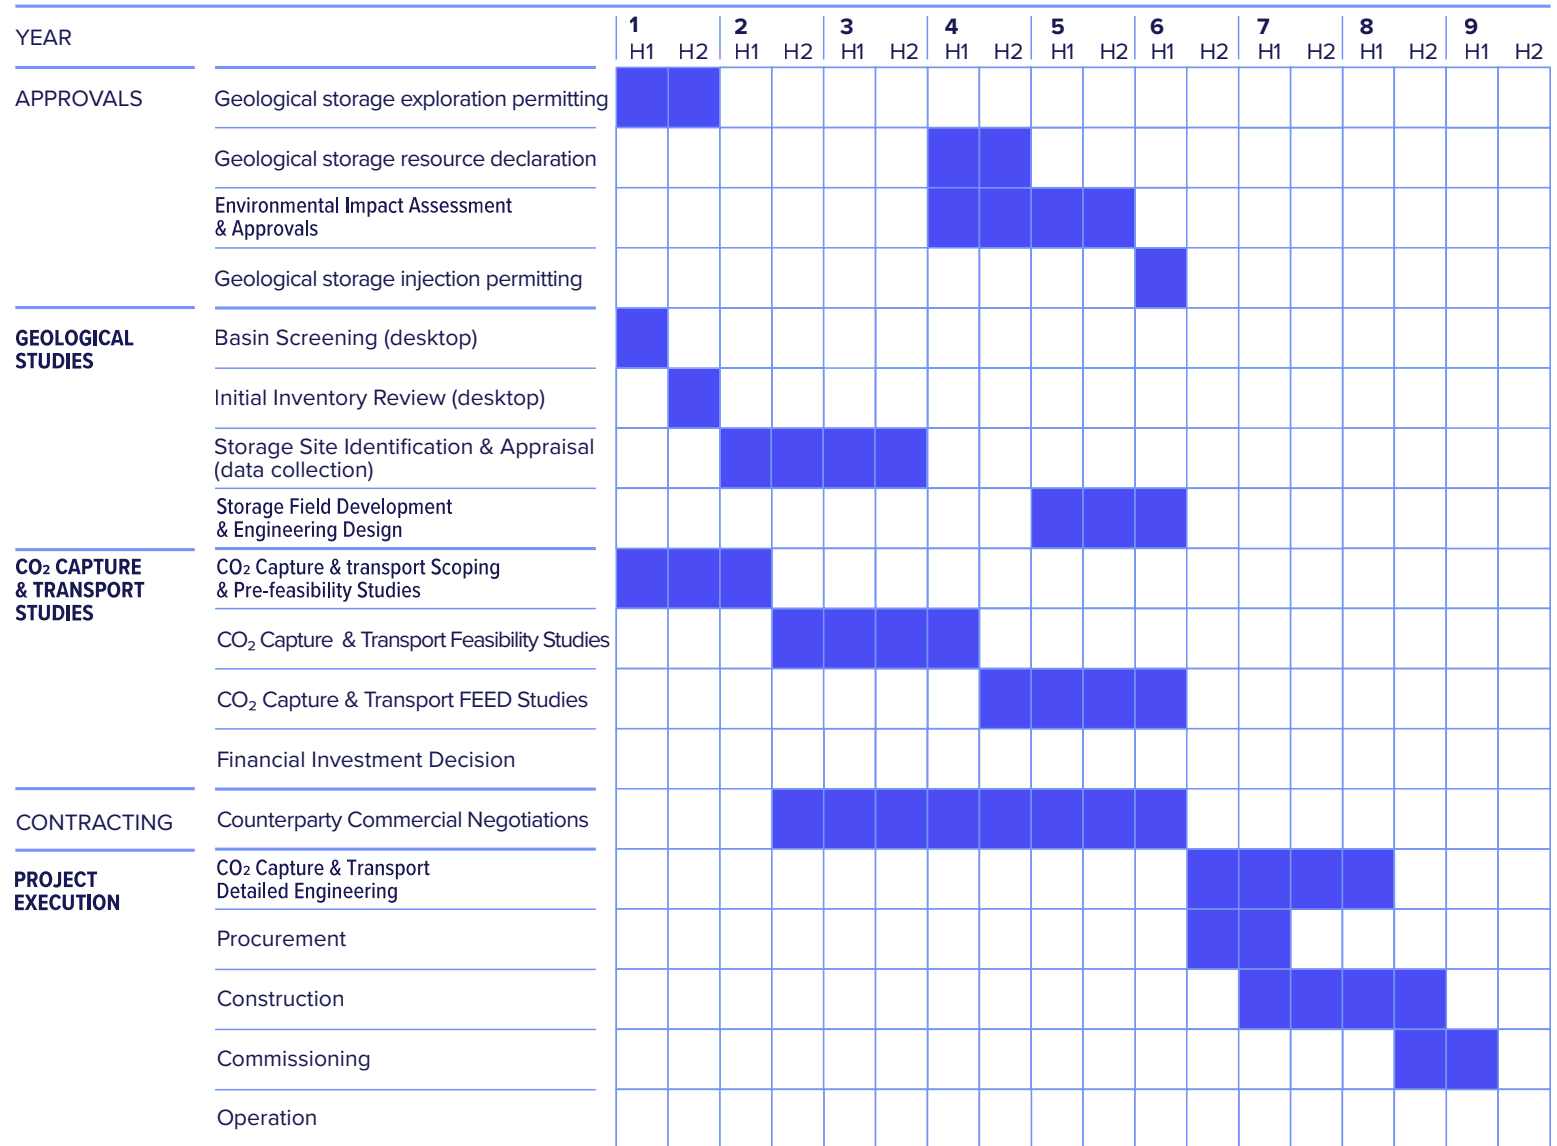 YEAR
1 2 3 4 5 6 7 8 9
H1 H2 H1 H2 H1 H2 H1 H2 H1 H2 H1 H2 H1 H2 H1 H2 H1 H2
APPROVALS
Geological storage exploration permitting
Geological storage resource declaration
Environmental Impact Assessment
& Approvals
Geological storage injection permitting
GEOLOGICAL
STUDIES
Basin Screening (desktop)
Initial Inventory Review (desktop)
Storage Site Identification & Appraisal
(data collection)
Storage Field Development
& Engineering Design
CO₂ CAPTURE
& TRANSPORT
STUDIES
CO₂ Capture & transport Scoping
& Pre-feasibility Studies
CO₂ Capture & Transport Feasibility Studies
CO₂ Capture & Transport FEED Studies
Financial Investment Decision
CONTRACTING
Counterparty Commercial Negotiations
PROJECT
EXECUTION
CO₂ Capture & Transport
Detailed Engineering
Procurement
Construction
Commissioning
Operation